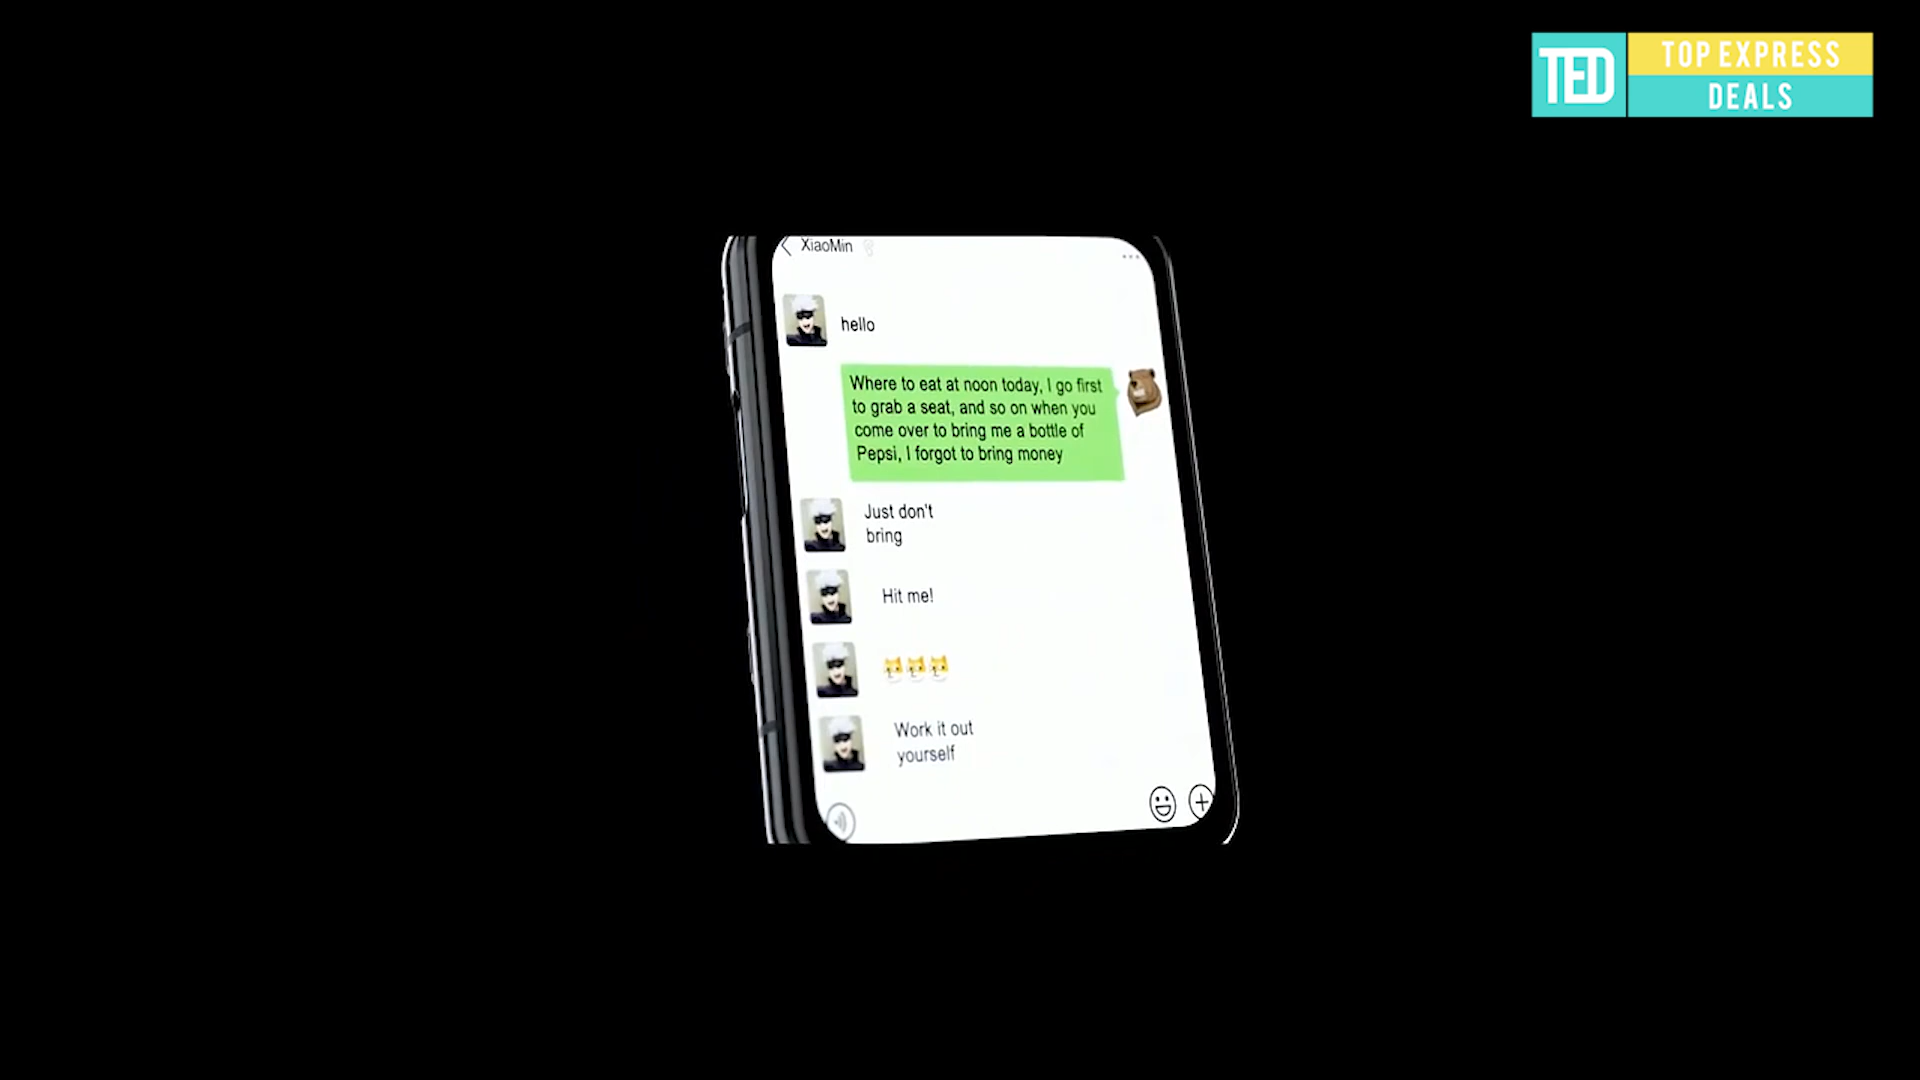 TED
TOP EXPRESS
DEALS
XiaoMin
hello
Where to eat at noon today, I go first
to grab a seat, and so on when you
come over to bring me a bottle of
Pepsi, I forgot to bring money
Just don't
bring
Hit me!
Work it out
yourself